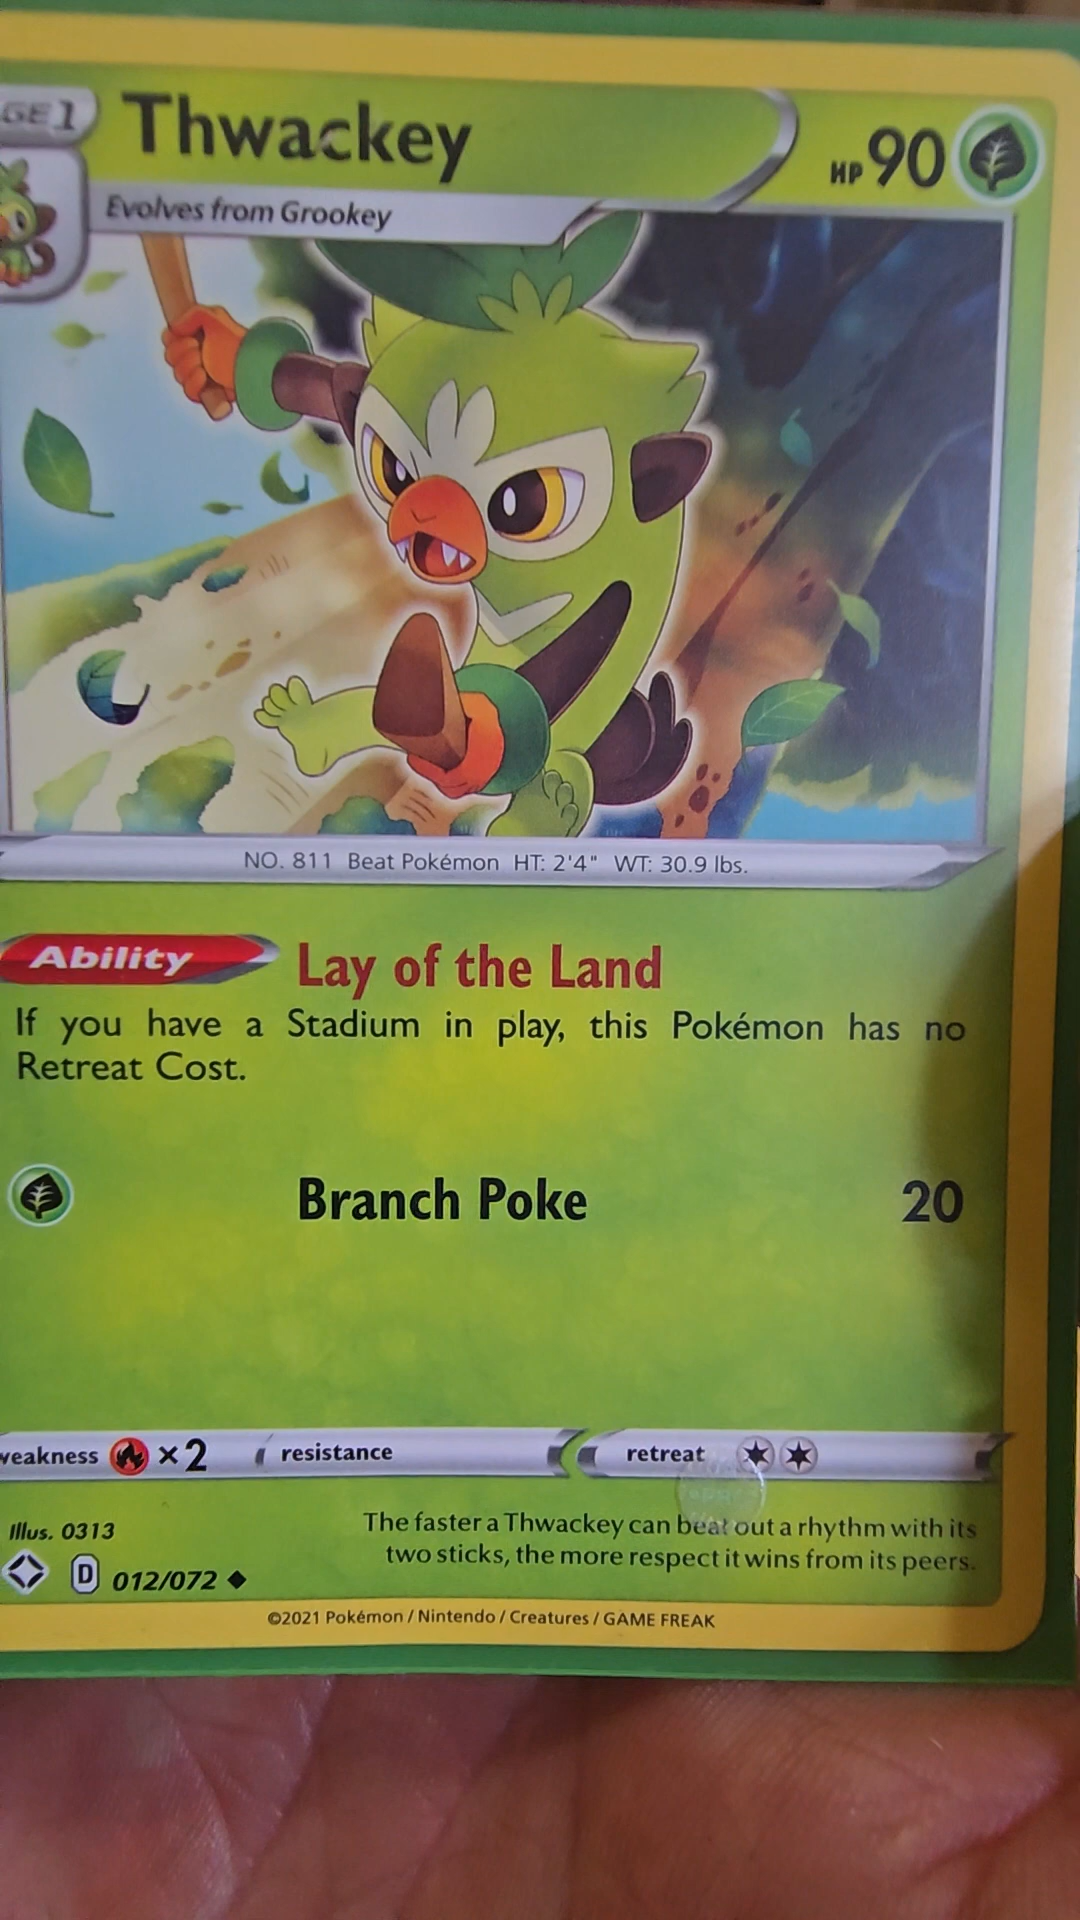 GE 1
Thwackey
HP 90
Evolves from Grookey
NO. 811 Beat Pokémon HT: 2'4" WT: 30.9 lbs.
Ability Lay of the Land
If you have a Stadium in play, this Pokémon has no
Retreat Cost.
Branch Poke 20
weakness ×2 resistance retreat
Illus. 0313
The faster a Thwackey can beat out a rhythm with its
two sticks, the more respect it wins from its peers.
D 012/072
©2021 Pokémon / Nintendo / Creatures / GAME FREAK